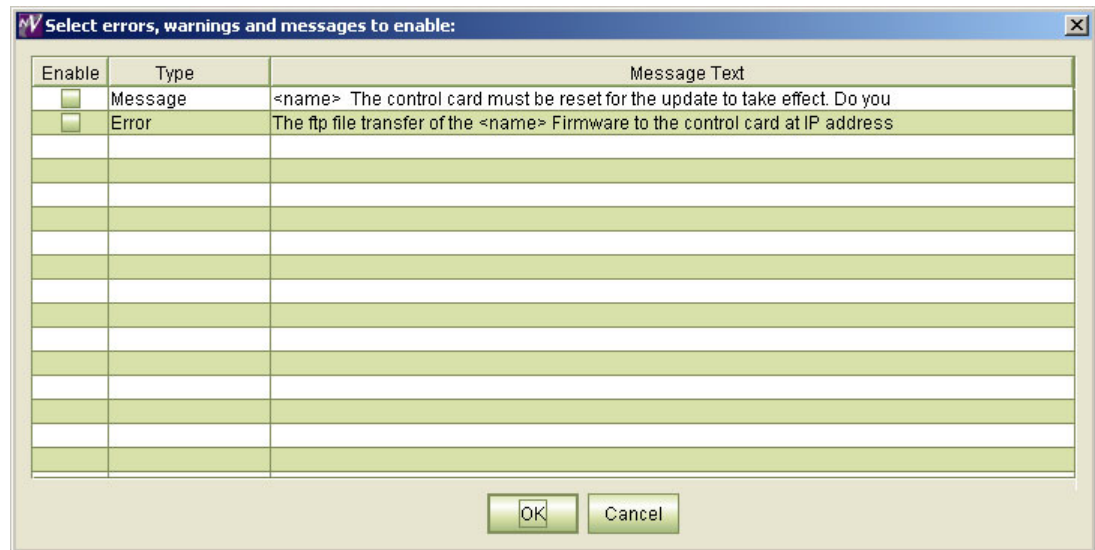 Select errors, warnings and messages to enable:
Enable Type Message Text
Message <name> The control card must be reset for the update to take effect. Do you
Error The ftp file transfer of the <name> Firmware to the control card at IP address
OK Cancel